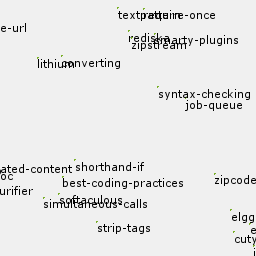 textpattern
require-once
e-url
rediska
smarty-plugins
zipstream
lithium
converting
syntax-checking
job-queue
shorthand-if
ated-content
oc
zipcode
best-coding-practices
urifier
softaculous
simultaneous-calls
elgg
strip-tags
e
cuty